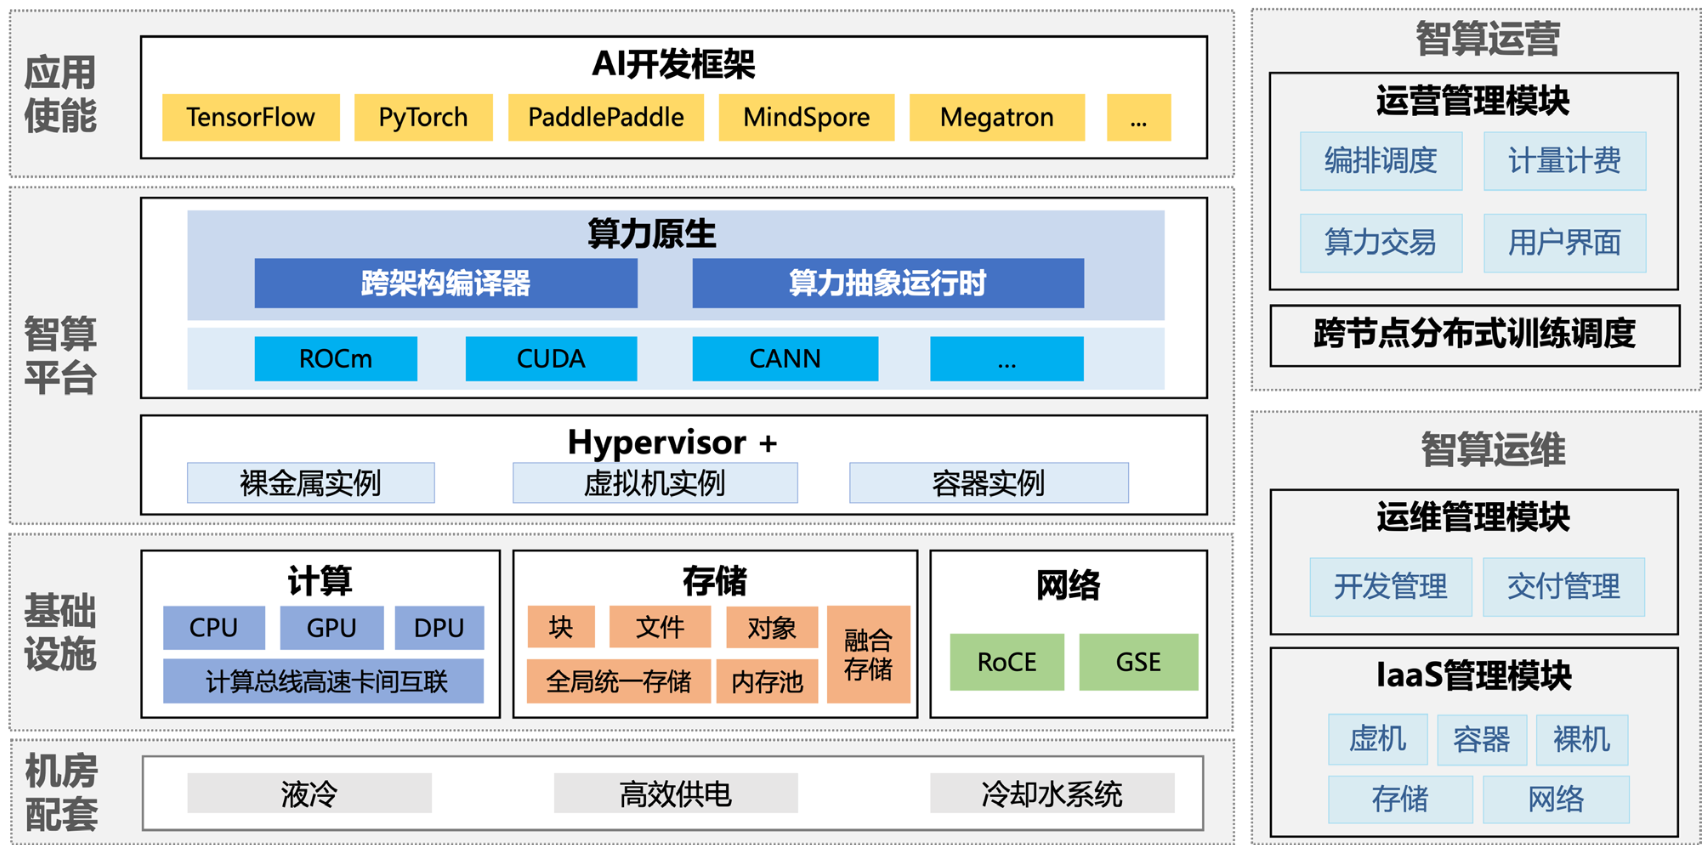 应用
使能
AI开发框架
TensorFlow
PyTorch
PaddlePaddle
MindSpore
Megatron
...
智算
平台
算力原生
跨架构编译器
算力抽象运行时
ROCm
CUDA
CANN
...
Hypervisor +
裸金属实例
虚拟机实例
容器实例
基础
设施
计算
CPU
GPU
DPU
计算总线高速卡间互联
存储
块
文件
对象
融合
存储
全局统一存储
内存池
网络
RoCE
GSE
机房
配套
液冷
高效供电
冷却水系统
智算运营
运营管理模块
编排调度
计量计费
算力交易
用户界面
跨节点分布式训练调度
智算运维
运维管理模块
开发管理
交付管理
IaaS管理模块
虚机
容器
裸机
存储
网络